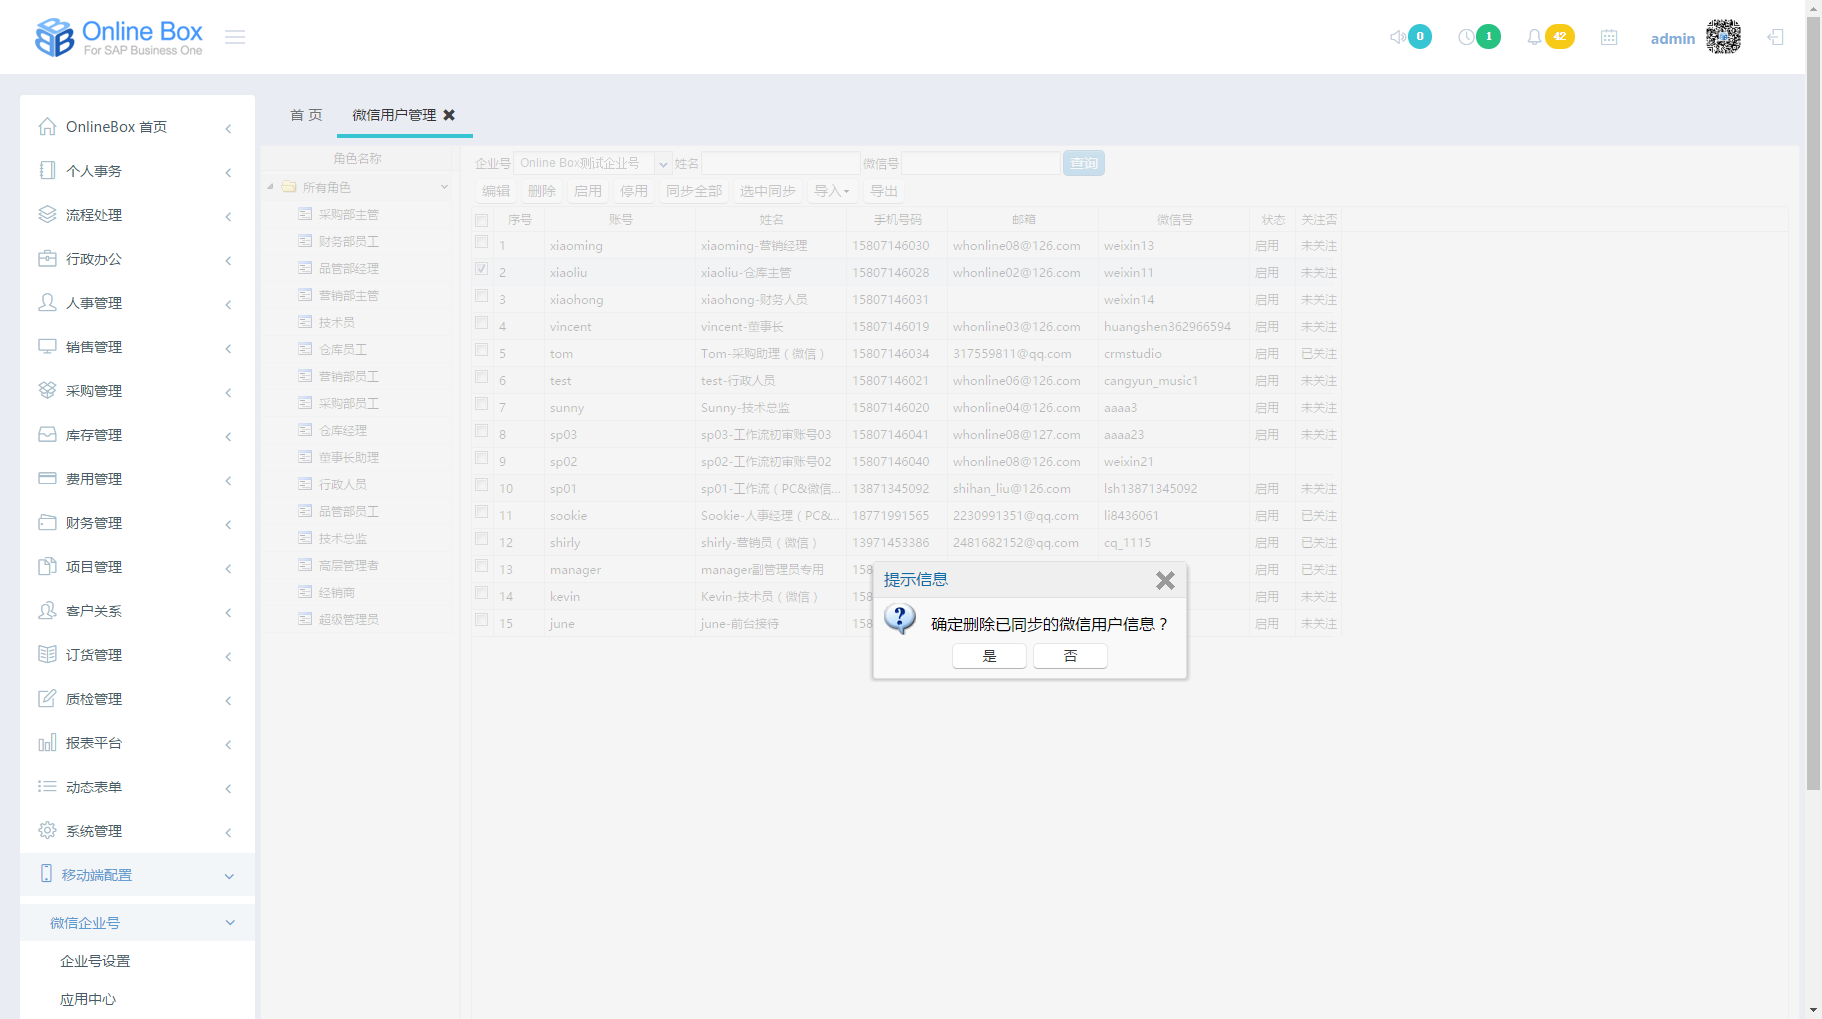 Online Box
For SAP Business One
0
1
42
admin
OnlineBox 首页
个人事务
流程处理
行政办公
人事管理
销售管理
采购管理
库存管理
费用管理
财务管理
项目管理
客户关系
订货管理
质检管理
报表平台
动态表单
系统管理
移动端配置
微信企业号
企业号设置
应用中心
首 页
微信用户管理
角色名称
所有角色
采购部主管
财务部员工
品管部经理
营销部主管
技术员
仓库员工
营销部员工
采购部员工
仓库经理
董事长助理
行政人员
品管部员工
技术总监
高层管理者
经销商
超级管理员
企业号 Online Box测试企业号 姓名 微信号 查询
编辑 删除 启用 停用 同步全部 选中同步 导入 导出
序号 账号 姓名 手机号码 邮箱 微信号 状态 关注否
1 xiaoming xiaoming-营销经理 15807146030 whonline08@126.com weixin13 启用 未关注
2 xiaoliu xiaoliu-仓库主管 15807146028 whonline02@126.com weixin11 启用 未关注
3 xiaohong xiaohong-财务人员 15807146031 weixin14 启用 未关注
4 vincent vincent-董事长 15807146019 whonline03@126.com huangshen362966594 启用 未关注
5 tom Tom-采购助理（微信） 15807146034 317559811@qq.com crmstudio 启用 已关注
6 test test-行政人员 15807146021 whonline06@126.com cangyun_music1 启用 未关注
7 sunny Sunny-技术总监 15807146020 whonline04@126.com aaaa3 启用 未关注
8 sp03 sp03-工作流初审账号03 15807146041 whonline08@127.com aaaa23 启用 未关注
9 sp02 sp02-工作流初审账号02 15807146040 whonline08@126.com weixin21
10 sp01 sp01-工作流（PC&微信... 13871345092 shihan_liu@126.com lsh13871345092 启用 未关注
11 sookie Sookie-人事经理（PC&... 18771991565 2230991351@qq.com li8436061 启用 已关注
12 shirly shirly-营销员（微信） 13971453386 2481682152@qq.com cq_1115 启用 已关注
13 manager manager副管理员专用 158 启用 已关注
14 kevin Kevin-技术员（微信） 158 启用 未关注
15 june june-前台接待 158 启用 未关注
提示信息
确定删除已同步的微信用户信息？
是 否